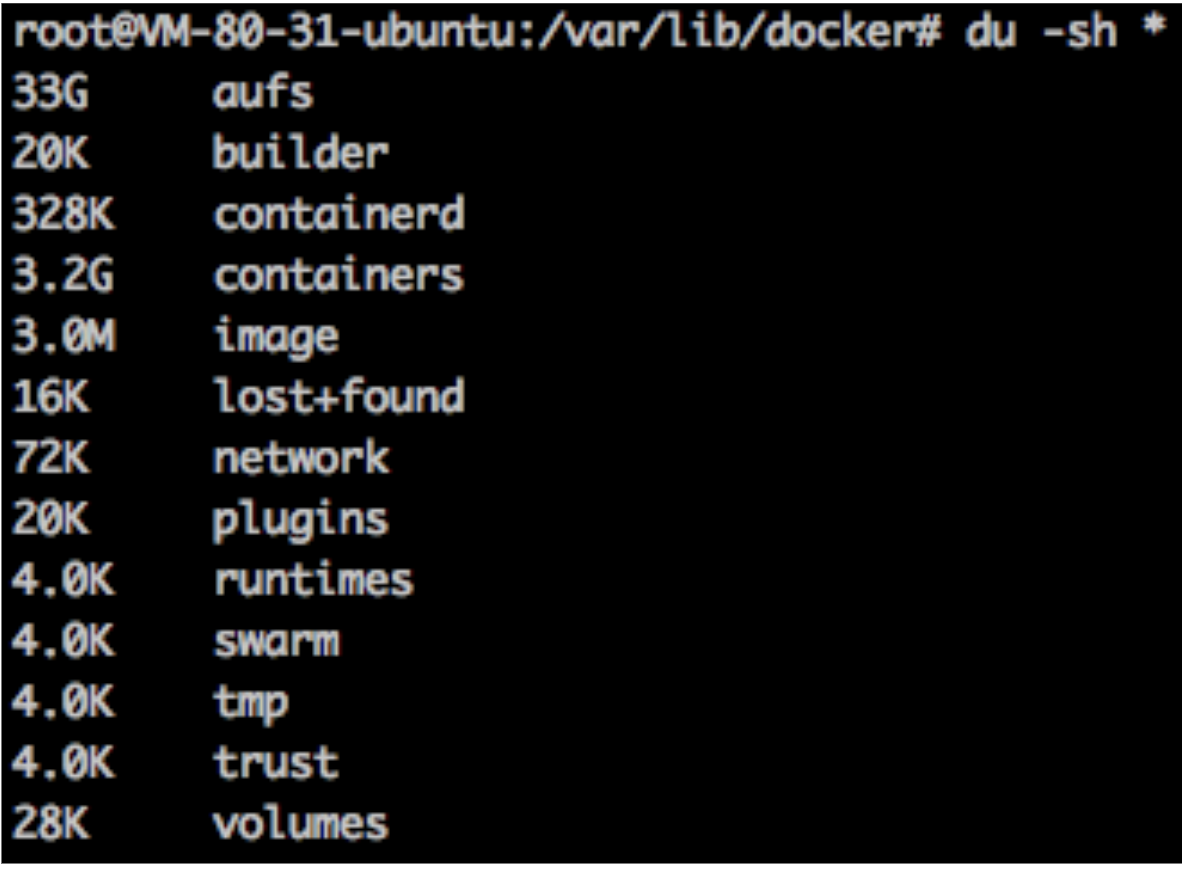 root@VM-80-31-ubuntu:/var/lib/docker# du -sh *
33G aufs
20K builder
328K containerd
3.2G containers
3.0M image
16K lost+found
72K network
20K plugins
4.0K runtimes
4.0K swarm
4.0K tmp
4.0K trust
28K volumes